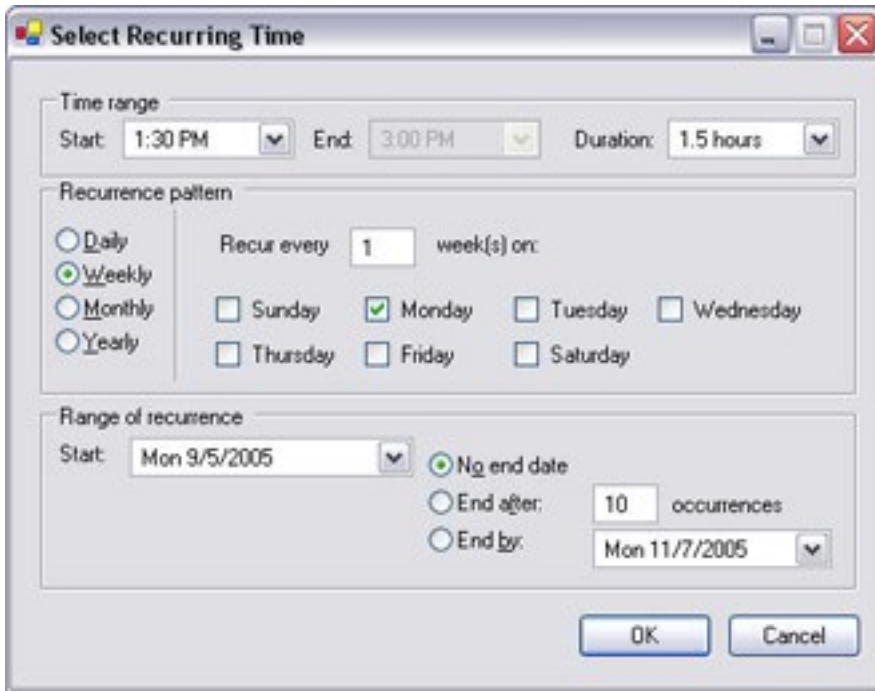 Select Recurring Time
Time range
Start: 1:30 PM End: 3:00 PM Duration: 1.5 hours
Recurrence pattern
Daily
Recur every 1 week(s) on:
Weekly
Monthly
Sunday Monday Tuesday Wednesday
Yearly
Thursday Friday Saturday
Range of recurrence
Start: Mon 9/5/2005
No end date
End after: 10 occurrences
End by: Mon 11/7/2005
OK Cancel